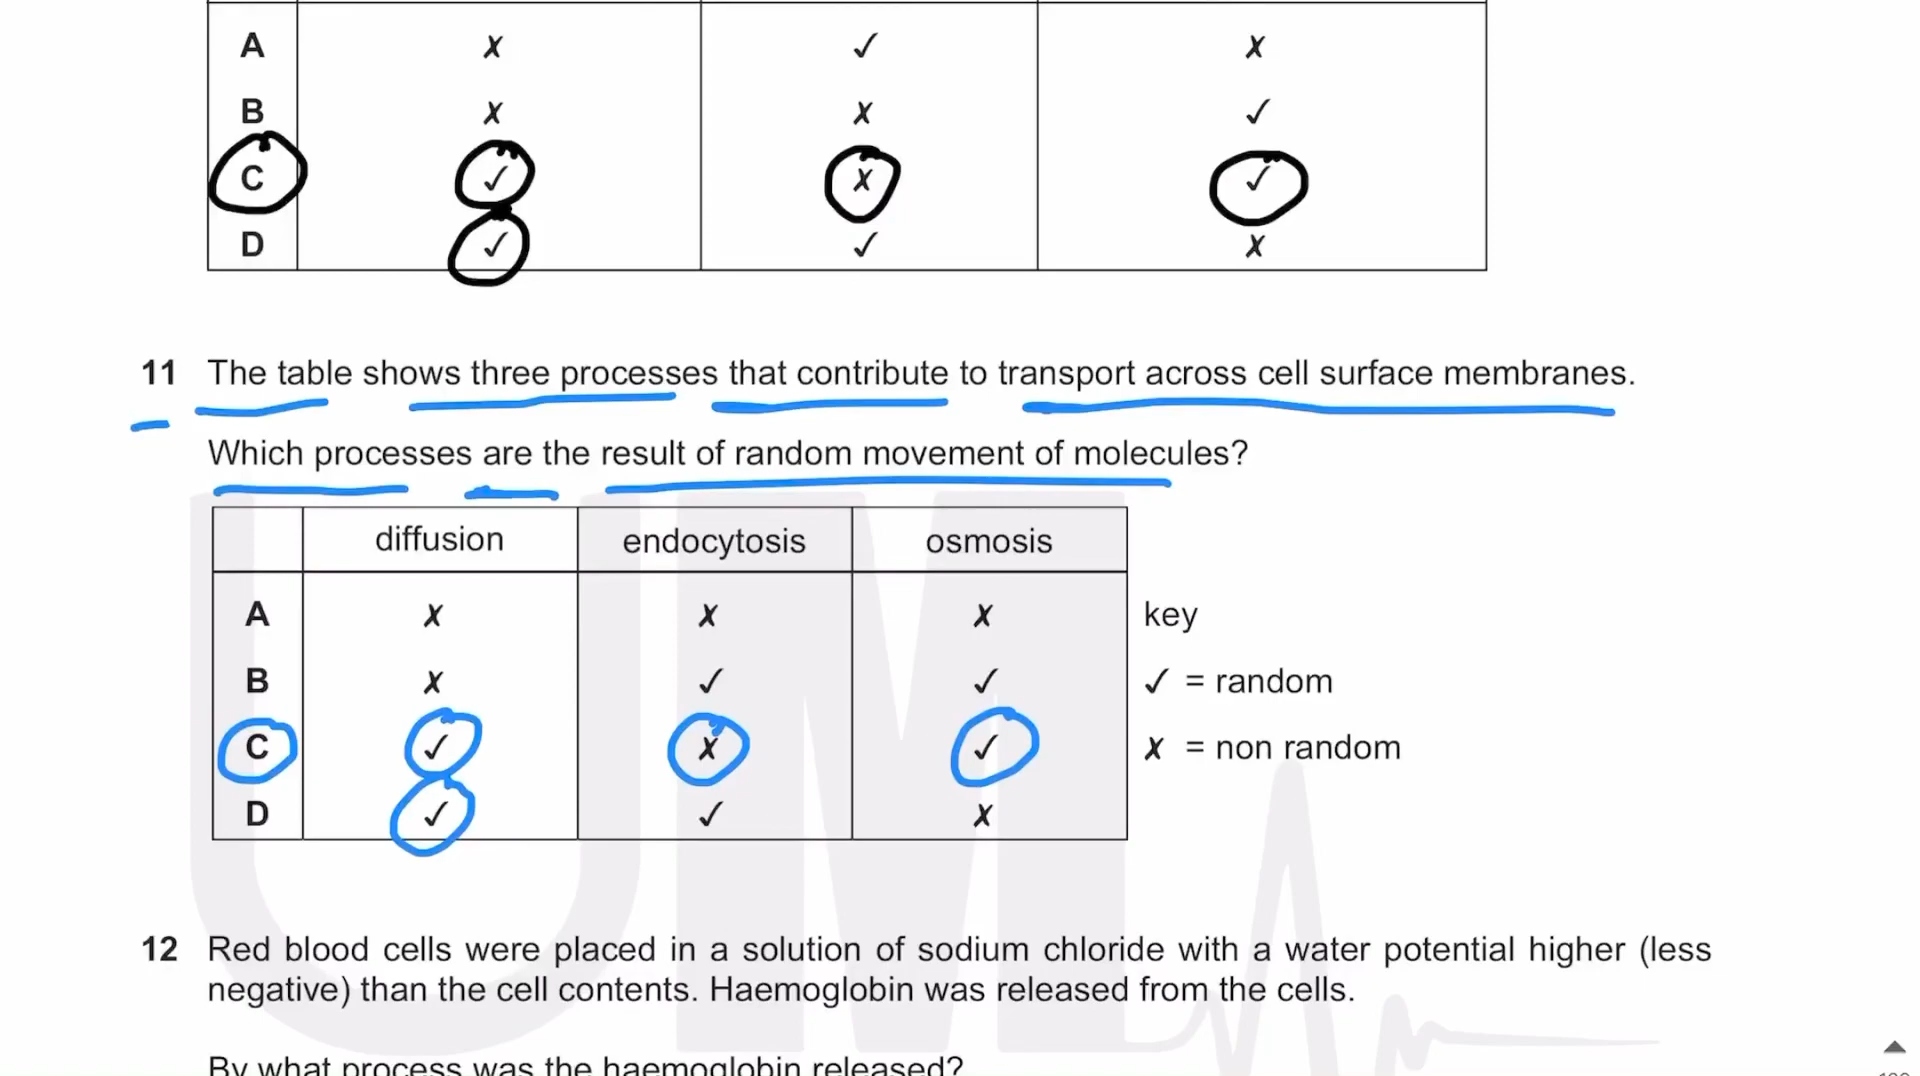 A ✗ ✓ ✗
B ✗ ✗ ✓
C ✓ ✗ ✓
D ✓ ✓ ✗
11 The table shows three processes that contribute to transport across cell surface membranes.
Which processes are the result of random movement of molecules?
diffusion endocytosis osmosis
A ✗ ✗ ✗ key
B ✗ ✓ ✓ ✓ = random
C ✓ ✗ ✓ ✗ = non random
D ✓ ✓ ✗
12 Red blood cells were placed in a solution of sodium chloride with a water potential higher (less
negative) than the cell contents. Haemoglobin was released from the cells.
By what process was the haemoglobin released?